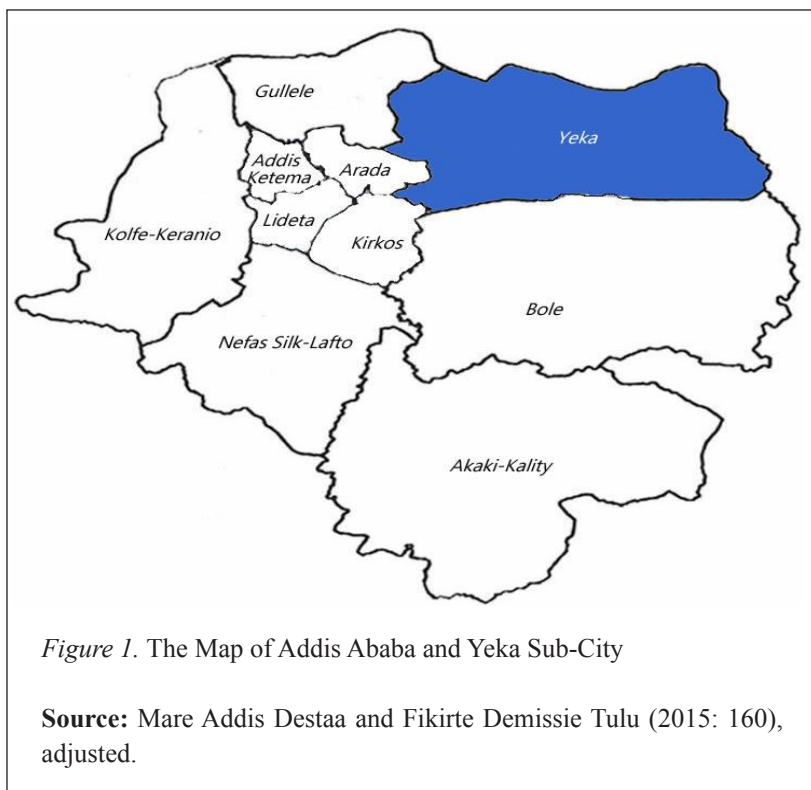 Gullele
Yeka
Addis
Ketema
Arada
Lideta
Kolfe-Keranio
Kirkos
Bole
Nefas Silk-Lafto
Akaki-Kality
Figure 1. The Map of Addis Ababa and Yeka Sub-City
Source: Mare Addis Destaa and Fikirte Demissie Tulu (2015: 160),
adjusted.